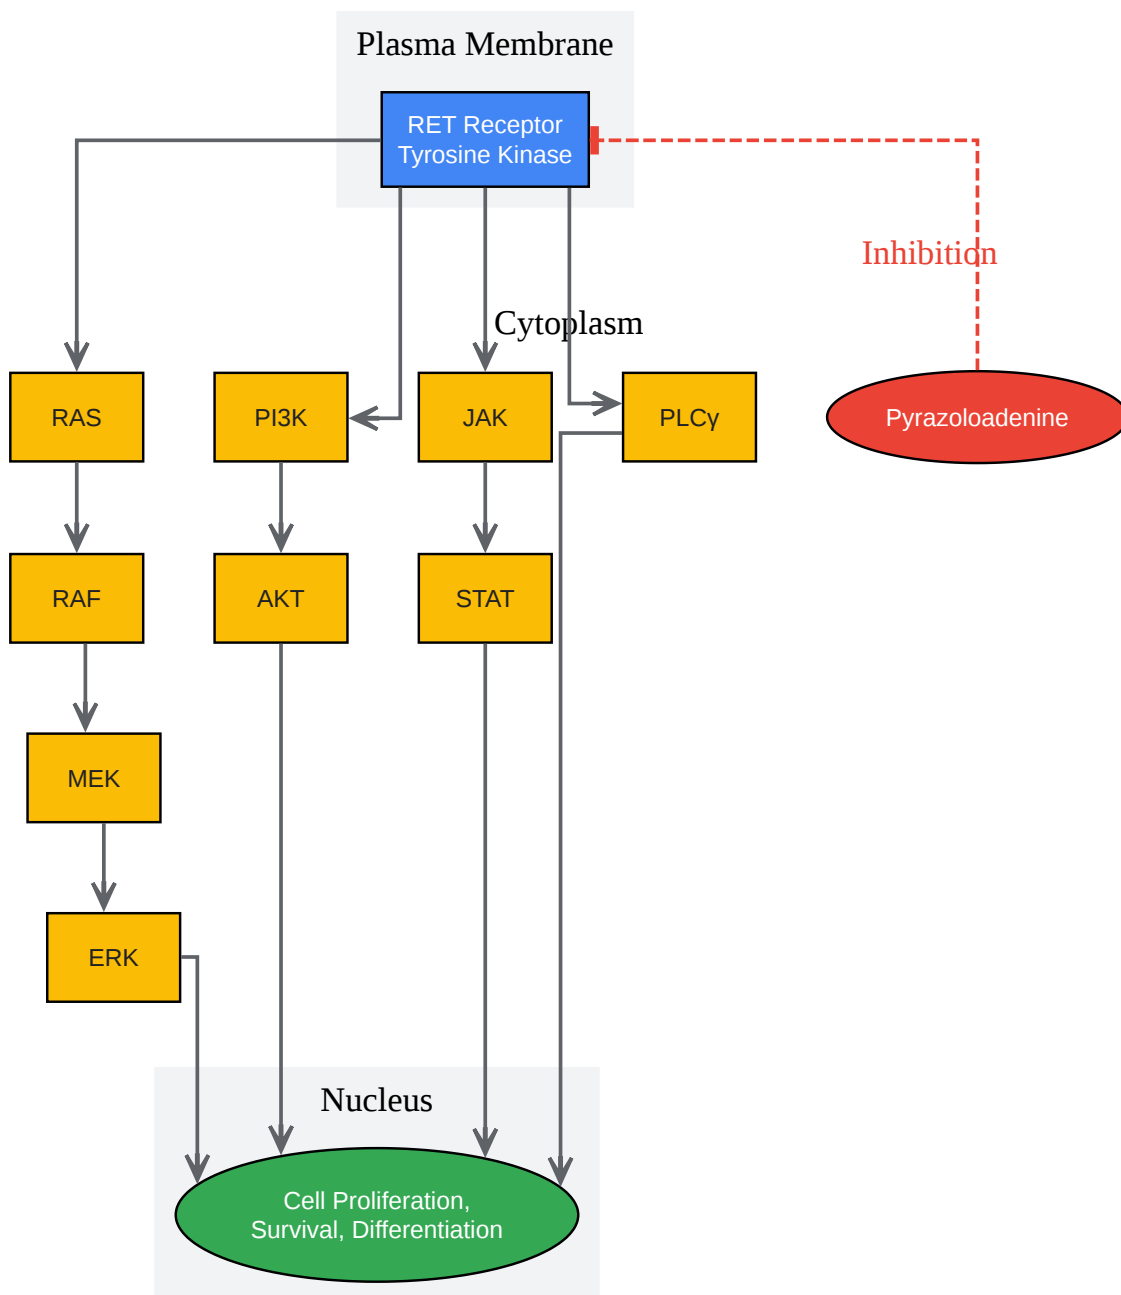 Plasma Membrane
RET Receptor
Tyrosine Kinase
Inhibition
Cytoplasm
RAS
PI3K
JAK
PLCγ
Pyrazoloadenine
RAF
AKT
STAT
MEK
ERK
Nucleus
Cell Proliferation,
Survival, Differentiation